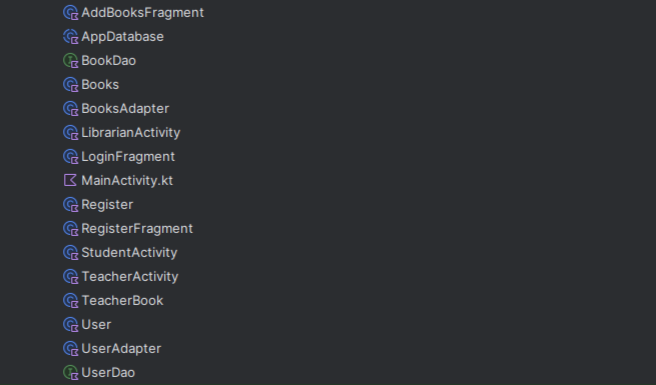 AddBooksFragment
AppDatabase
BookDao
Books
BooksAdapter
LibrarianActivity
LoginFragment
MainActivity.kt
Register
RegisterFragment
StudentActivity
TeacherActivity
TeacherBook
User
UserAdapter
UserDao